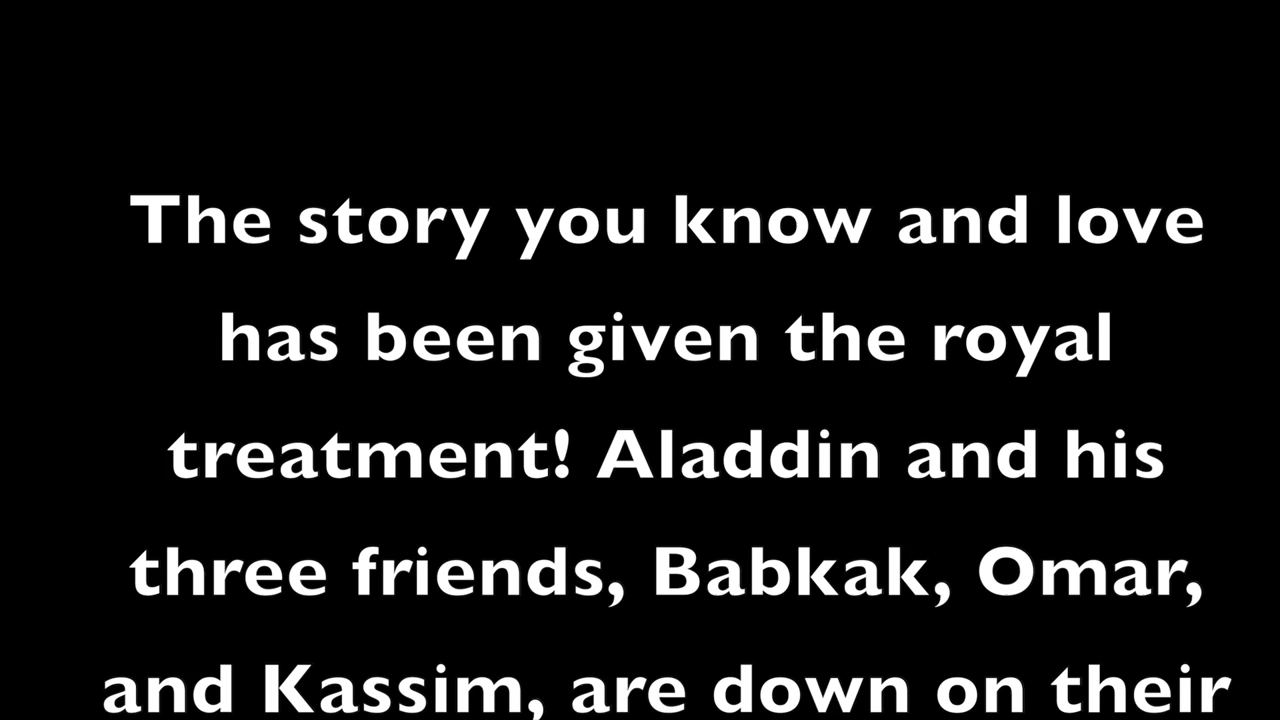 The story you know and love
has been given the royal
treatment! Aladdin and his
three friends, Babkak, Omar,
and Kassim, are down on their